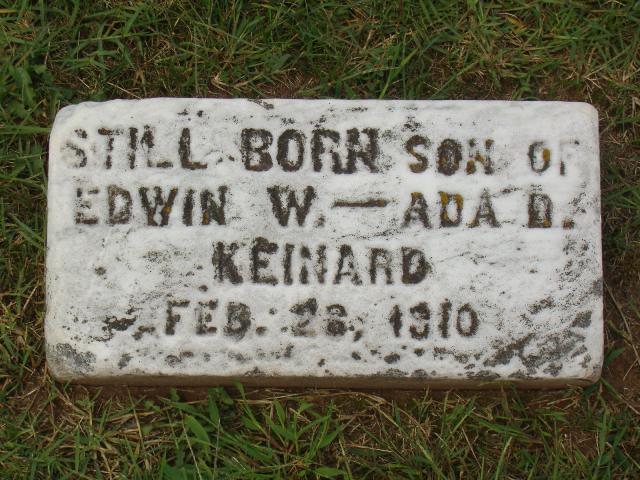 STILL BORN SON OF
EDWIN W. — ADA D.
KEINARD
FEB. 28, 1910